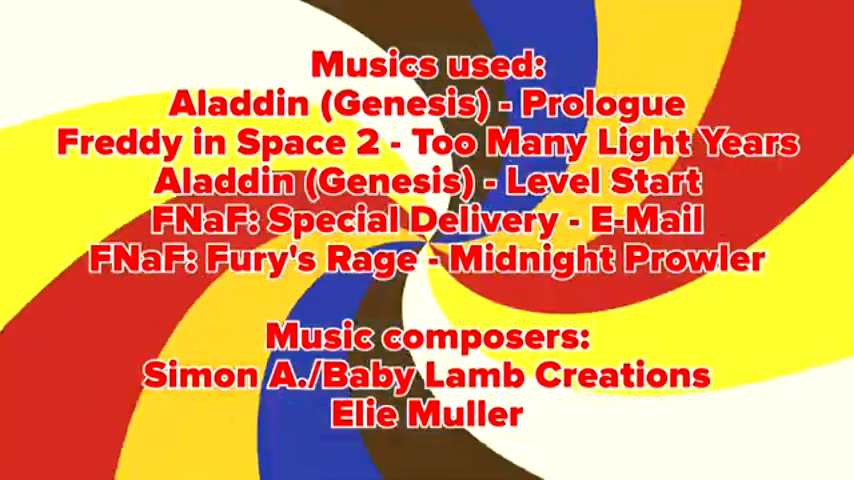 Musics used:
Aladdin (Genesis) - Prologue
Freddy in Space 2 - Too Many Light Years
Aladdin (Genesis) - Level Start
FNaF: Special Delivery - E-Mail
FNaF: Fury's Rage - Midnight Prowler
Music composers:
Simon A./Baby Lamb Creations
Elie Muller